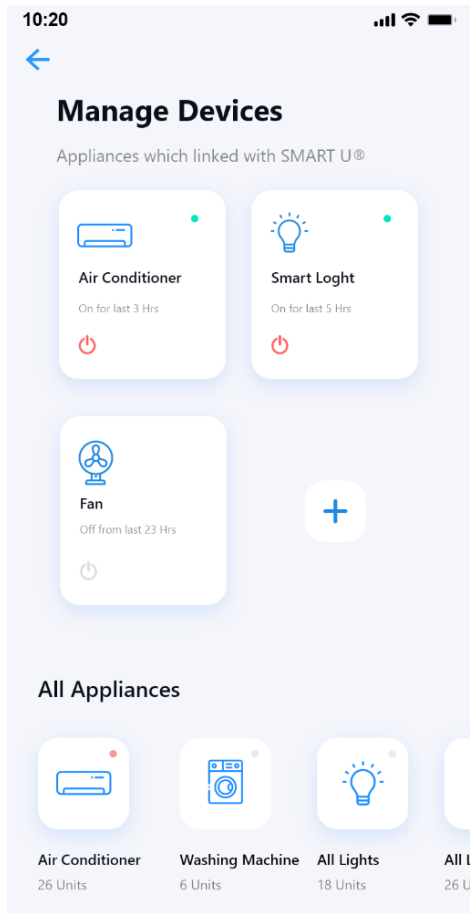 10:20
Manage Devices
Appliances which linked with SMART U®
Air Conditioner
On for last 3 Hrs
Smart Loght
On for last 5 Hrs
Fan
Off from last 23 Hrs
All Appliances
Air Conditioner
26 Units
Washing Machine
6 Units
All Lights
18 Units
All
26 U